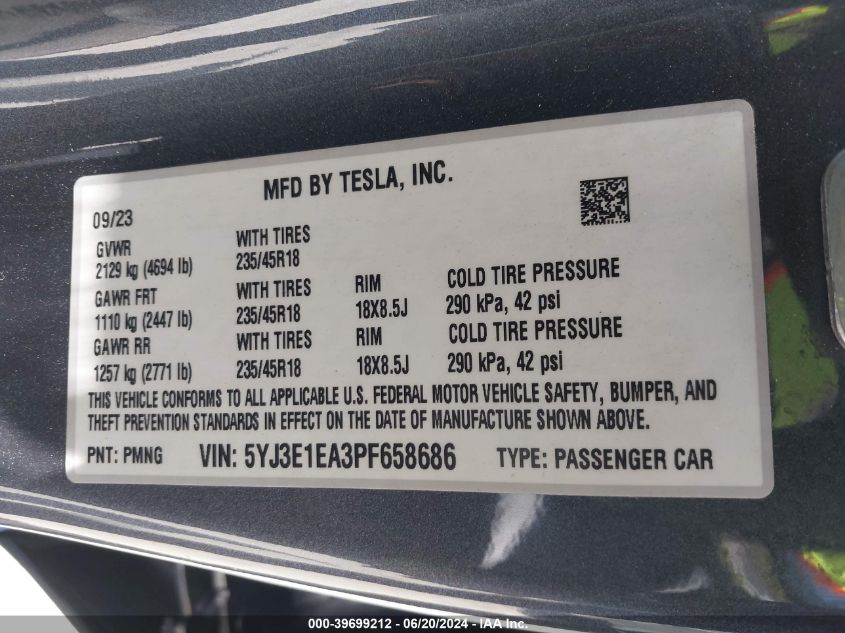 MFD BY TESLA, INC.
09/23
GVWR WITH TIRES
2129 kg (4694 lb) 235/45R18
GAWR FRT WITH TIRES RIM COLD TIRE PRESSURE
1110 kg (2447 lb) 235/45R18 18X8.5J 290 kPa, 42 psi
GAWR RR WITH TIRES RIM COLD TIRE PRESSURE
1257 kg (2771 lb) 235/45R18 18X8.5J 290 kPa, 42 psi
THIS VEHICLE CONFORMS TO ALL APPLICABLE U.S. FEDERAL MOTOR VEHICLE SAFETY, BUMPER, AND
THEFT PREVENTION STANDARDS IN EFFECT ON THE DATE OF MANUFACTURE SHOWN ABOVE.
PNT: PMNG VIN: 5YJ3E1EA3PF658686 TYPE: PASSENGER CAR
000-39699212 - 06/20/2024 - IAA, Inc.